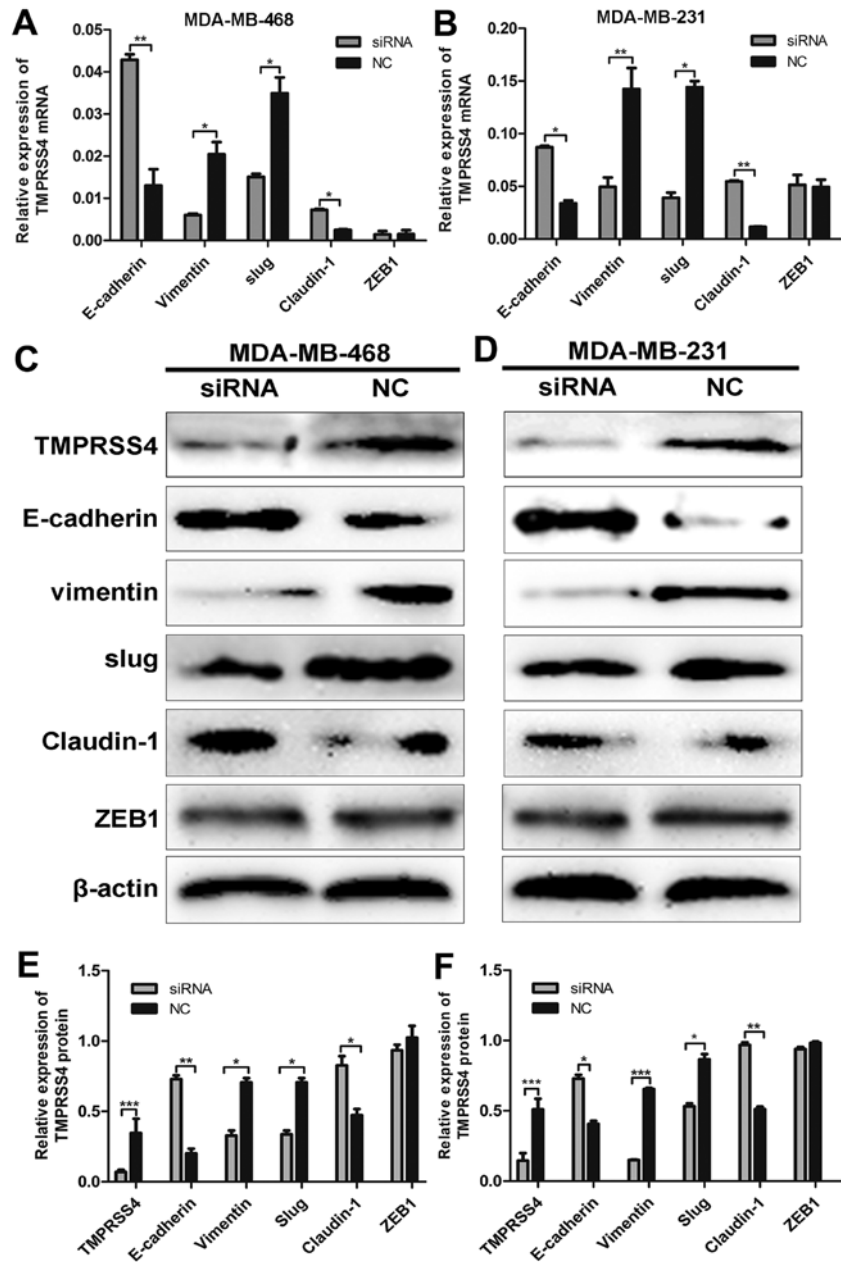 A
MDA-MB-468
Relative expression of
TMPRSS4 mRNA
0.05
0.04
0.03
0.02
0.01
0.00
siRNA
NC
**
*
*
*
E-cadherin
Vimentin
slug
Claudin-1
ZEB1
B
MDA-MB-231
Relative expression of
TMPRSS4 mRNA
0.20
0.15
0.10
0.05
0.00
siRNA
NC
*
**
*
**
E-cadherin
Vimentin
slug
Claudin-1
ZEB1
C
MDA-MB-468
siRNA NC
D
MDA-MB-231
siRNA NC
TMPRSS4
E-cadherin
vimentin
slug
Claudin-1
ZEB1
β-actin
E
Relative expression of
TMPRSS4 protein
1.5
1.0
0.5
0.0
siRNA
NC
***
**
*
*
*
TMPRSS4
E-cadherin
Vimentin
Slug
Claudin-1
ZEB1
F
Relative expression of
TMPRSS4 protein
1.5
1.0
0.5
0.0
siRNA
NC
***
*
***
*
**
TMPRSS4
E-cadherin
Vimentin
Slug
Claudin-1
ZEB1